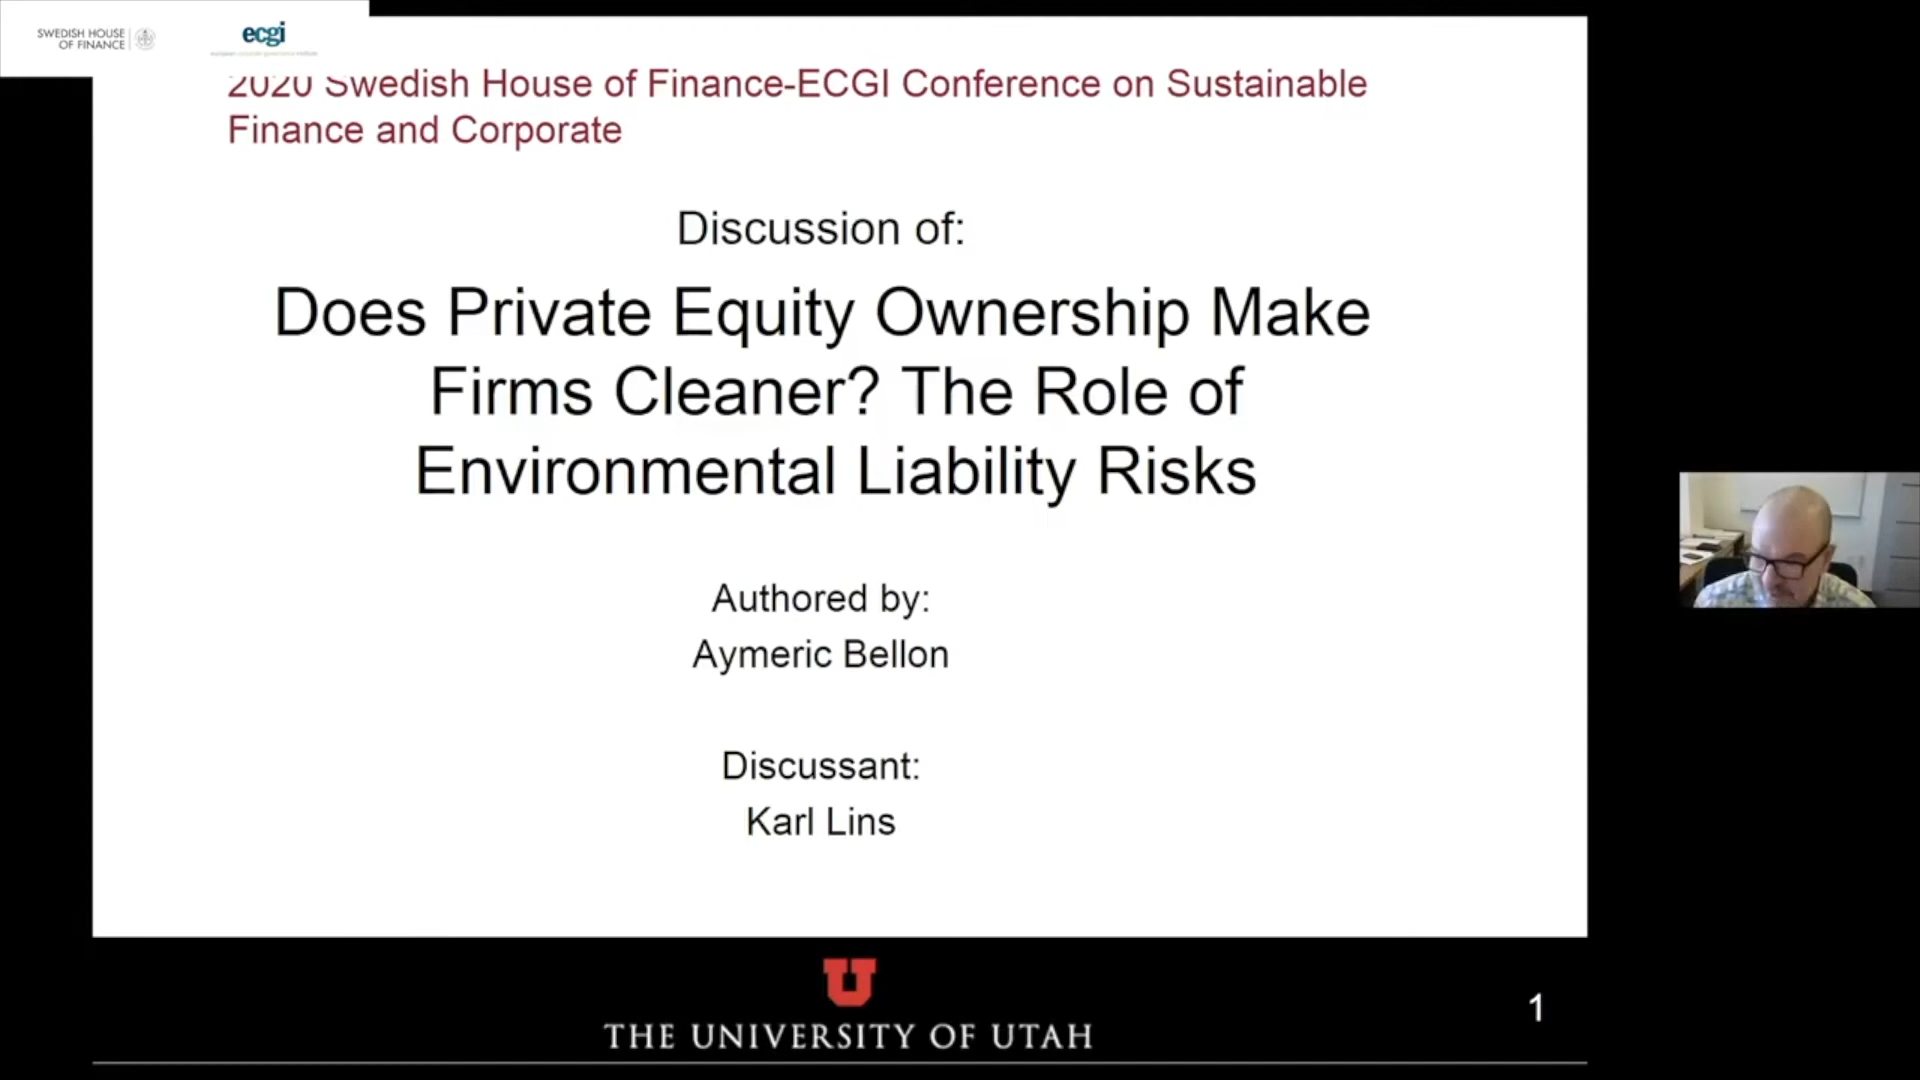 SWEDISH HOUSE
OF FINANCE
ecgi
2020 Swedish House of Finance-ECGI Conference on Sustainable
Finance and Corporate
Discussion of:
Does Private Equity Ownership Make
Firms Cleaner? The Role of
Environmental Liability Risks
Authored by:
Aymeric Bellon
Discussant:
Karl Lins
U
THE UNIVERSITY OF UTAH
1